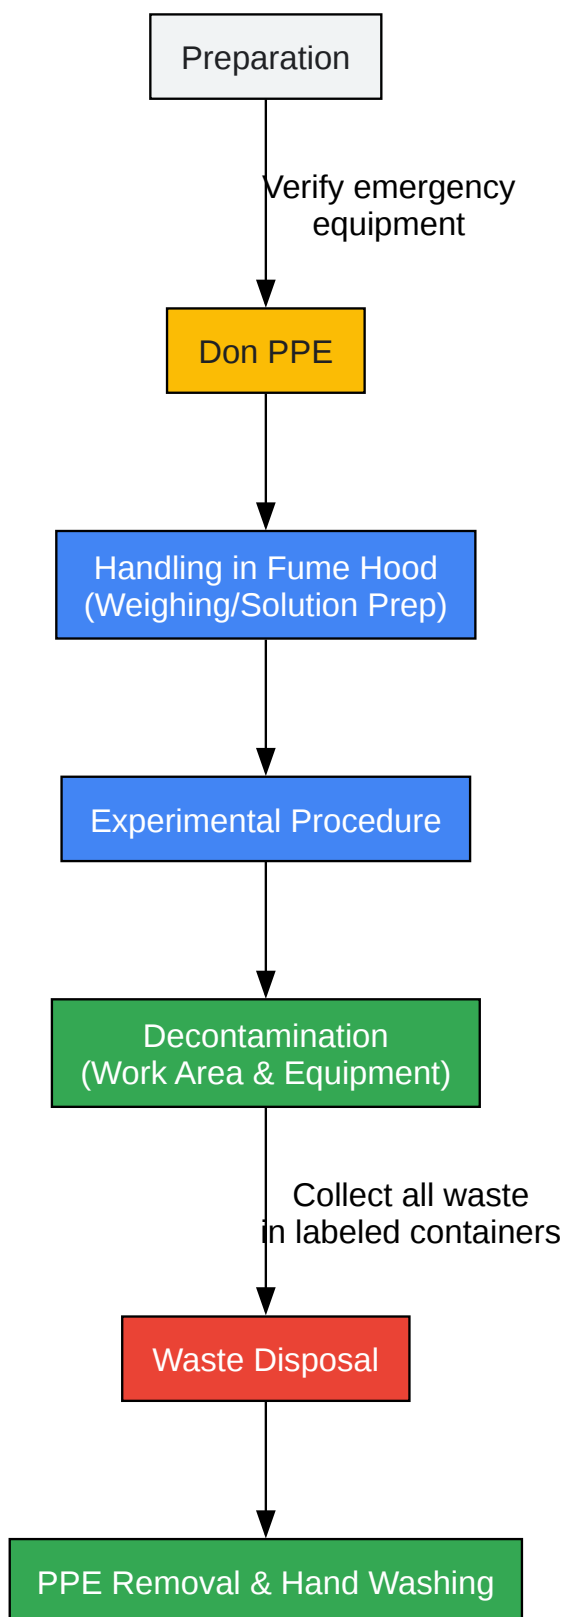 Preparation
Verify emergency
equipment
Don PPE
Handling in Fume Hood
(Weighing/Solution Prep)
Experimental Procedure
Decontamination
(Work Area & Equipment)
Collect all waste
in labeled containers
Waste Disposal
PPE Removal & Hand Washing